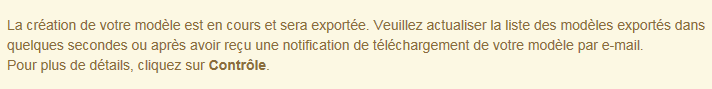 La création de votre modèle est en cours et sera exportée. Veuillez actualiser la liste des modèles exportés dans
quelques secondes ou après avoir reçu une notification de téléchargement de votre modèle par e-mail.
Pour plus de détails, cliquez sur Contrôle.